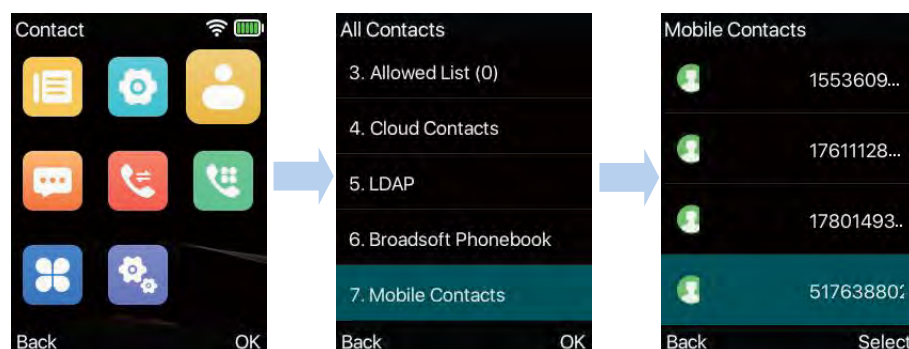 Contact
Back OK
All Contacts
3. Allowed List (0)
4. Cloud Contacts
5. LDAP
6. Broadsoft Phonebook
7. Mobile Contacts
Back OK
Mobile Contacts
1553609...
17611128...
17801493..
517638802
Back Select